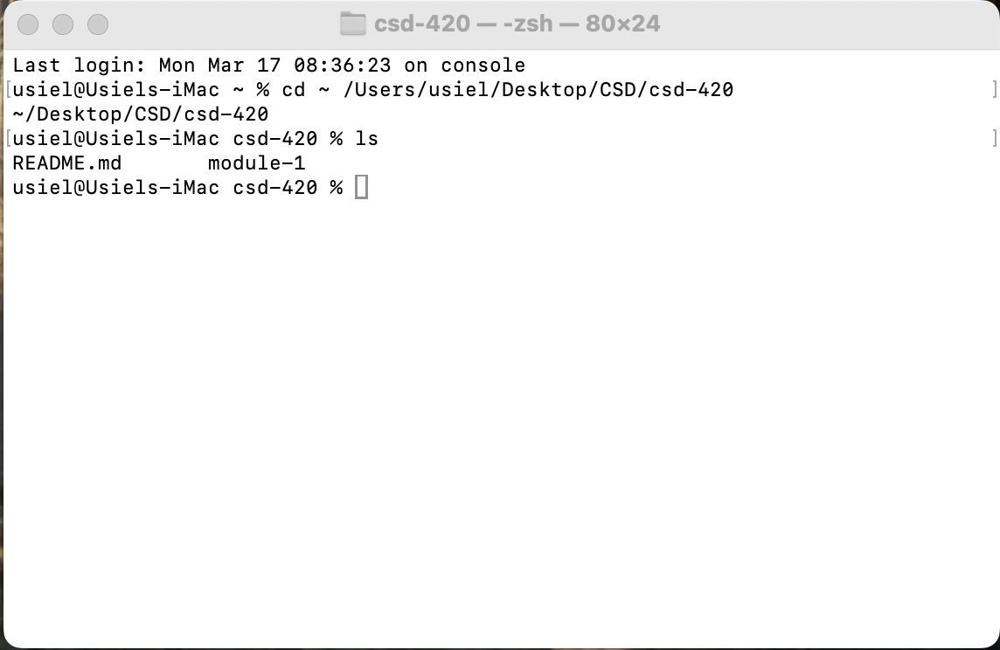 csd-420 — -zsh — 80×24
Last login: Mon Mar 17 08:36:23 on console
[usiel@Usiels-iMac ~ % cd ~ /Users/usiel/Desktop/CSD/csd-420 ]
~/Desktop/CSD/csd-420
[usiel@Usiels-iMac csd-420 % ls ]
README.md module-1
usiel@Usiels-iMac csd-420 %